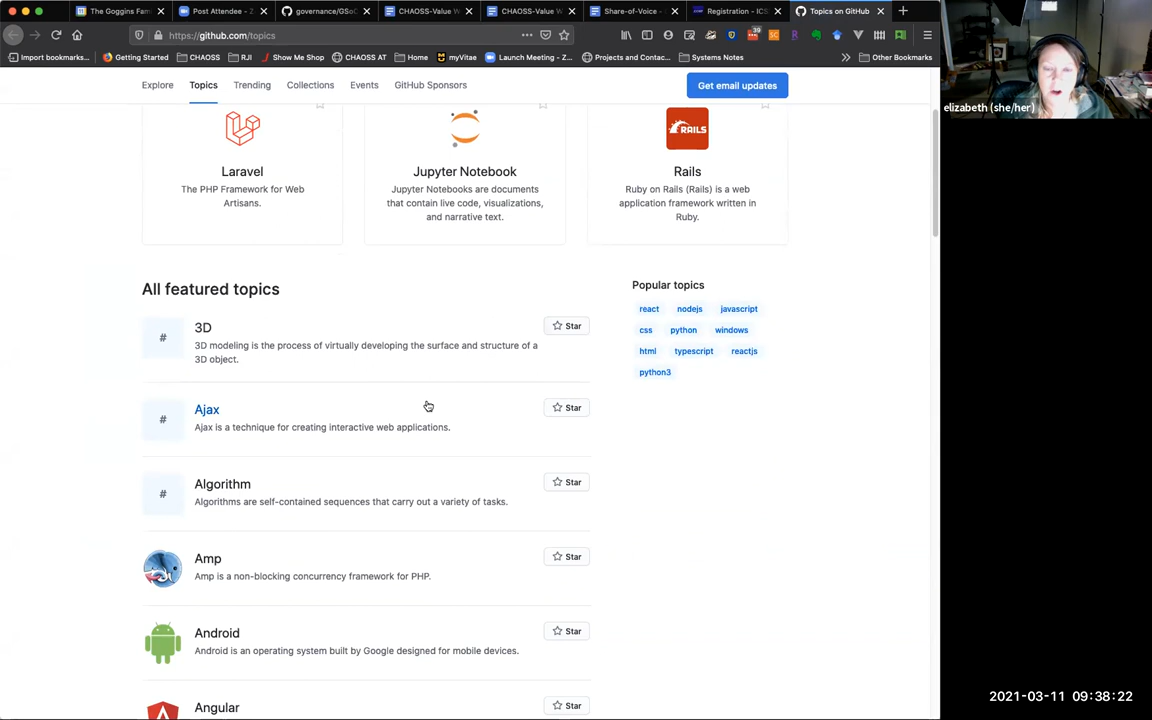 The Goggins Fam
Post Attendee - Z
governance/GSoC
CHAOSS-Value W
CHAOSS-Value W
Share-of-Voice -
Registration - ICS
Topics on GitHub
https://github.com/topics
39
Import bookmarks...
Getting Started
CHAOSS
RJI
Show Me Shop
CHAOSS AT
Home
myVitae
Launch Meeting - Z...
Projects and Contac...
Systems Notes
Other Bookmarks
Explore
Topics
Trending
Collections
Events
GitHub Sponsors
Get email updates
elizabeth (she/her)
RAILS
Laravel
The PHP Framework for Web
Artisans.
Jupyter Notebook
Jupyter Notebooks are documents
that contain live code, visualizations,
and narrative text.
Rails
Ruby on Rails (Rails) is a web
application framework written in
Ruby.
All featured topics
Popular topics
react nodejs javascript
css python windows
html typescript reactjs
python3
#
3D
Star
3D modeling is the process of virtually developing the surface and structure of a
3D object.
#
Ajax
Star
Ajax is a technique for creating interactive web applications.
#
Algorithm
Star
Algorithms are self-contained sequences that carry out a variety of tasks.
Amp
Star
Amp is a non-blocking concurrency framework for PHP.
Android
Star
Android is an operating system built by Google designed for mobile devices.
Angular
Star
2021-03-11 09:38:22